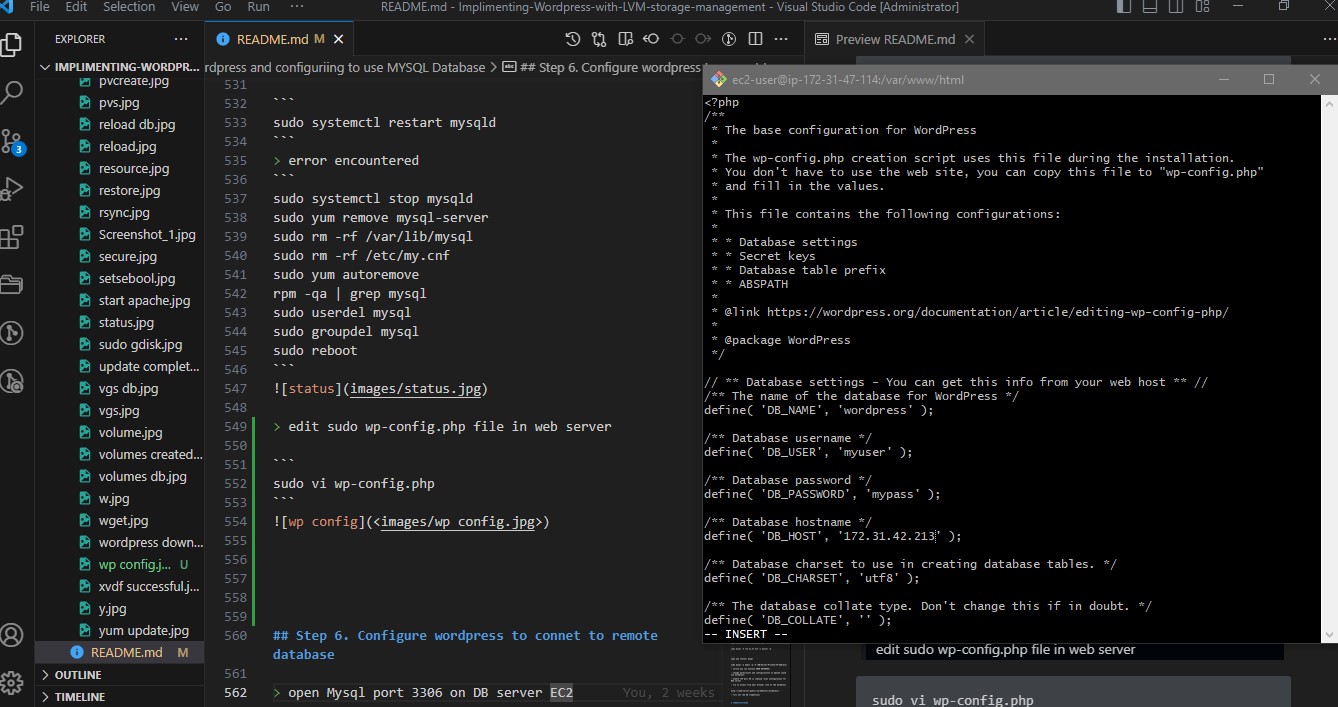 File Edit Selection View Go Run ···
README.md - Implimenting-Wordpress-with-LVM-storage-management - Visual Studio Code [Administrator]
EXPLORER ···
IMPLIMENTING-WORDPR...
pvcreate.jpg
pvs.jpg
reload db.jpg
reload.jpg
resource.jpg
restore.jpg
rsync.jpg
Screenshot_1.jpg
secure.jpg
setsebool.jpg
start apache.jpg
status.jpg
sudo gdisk.jpg
update complet...
vgs db.jpg
vgs.jpg
volume.jpg
volumes created...
volumes db.jpg
w.jpg
wget.jpg
wordpress down...
wp config.j... U
xvdf successful.j...
y.jpg
yum update.jpg
README.md M
OUTLINE
TIMELINE
3
README.md M
rdpress and configuriing to use MYSQL Database > ## Step 6. Configure wordpress
531
532 ```
533 sudo systemctl restart mysqld
534 ```
535 > error encountered
536 ```
537 sudo systemctl stop mysqld
538 sudo yum remove mysql-server
539 sudo rm -rf /var/lib/mysql
540 sudo rm -rf /etc/my.cnf
541 sudo yum autoremove
542 rpm -qa | grep mysql
543 sudo userdel mysql
544 sudo groupdel mysql
545 sudo reboot
546 ```
547 ![status](images/status.jpg)
548
549 > edit sudo wp-config.php file in web server
550
551 ```
552 sudo vi wp-config.php
553 ```
554 ![wp config](<images/wp config.jpg>)
555
556
557
558
559
560 ## Step 6. Configure wordpress to connet to remote
database
561
562 > open Mysql port 3306 on DB server EC2 You, 2 weeks
Preview README.md
ec2-user@ip-172-31-47-114:/var/www/html
<?php
/**
 * The base configuration for WordPress
 *
 * The wp-config.php creation script uses this file during the installation.
 * You don't have to use the web site, you can copy this file to "wp-config.php"
 * and fill in the values.
 *
 * This file contains the following configurations:
 *
 * * Database settings
 * * Secret keys
 * * Database table prefix
 * * ABSPATH
 *
 * @link https://wordpress.org/documentation/article/editing-wp-config-php/
 *
 * @package WordPress
 */
// ** Database settings - You can get this info from your web host ** //
/** The name of the database for WordPress */
define( 'DB_NAME', 'wordpress' );
/** Database username */
define( 'DB_USER', 'myuser' );
/** Database password */
define( 'DB_PASSWORD', 'mypass' );
/** Database hostname */
define( 'DB_HOST', '172.31.42.213' );
/** Database charset to use in creating database tables. */
define( 'DB_CHARSET', 'utf8' );
/** The database collate type. Don't change this if in doubt. */
define( 'DB_COLLATE', '' );
-- INSERT --
edit sudo wp-config.php file in web server
sudo vi wp-config.php